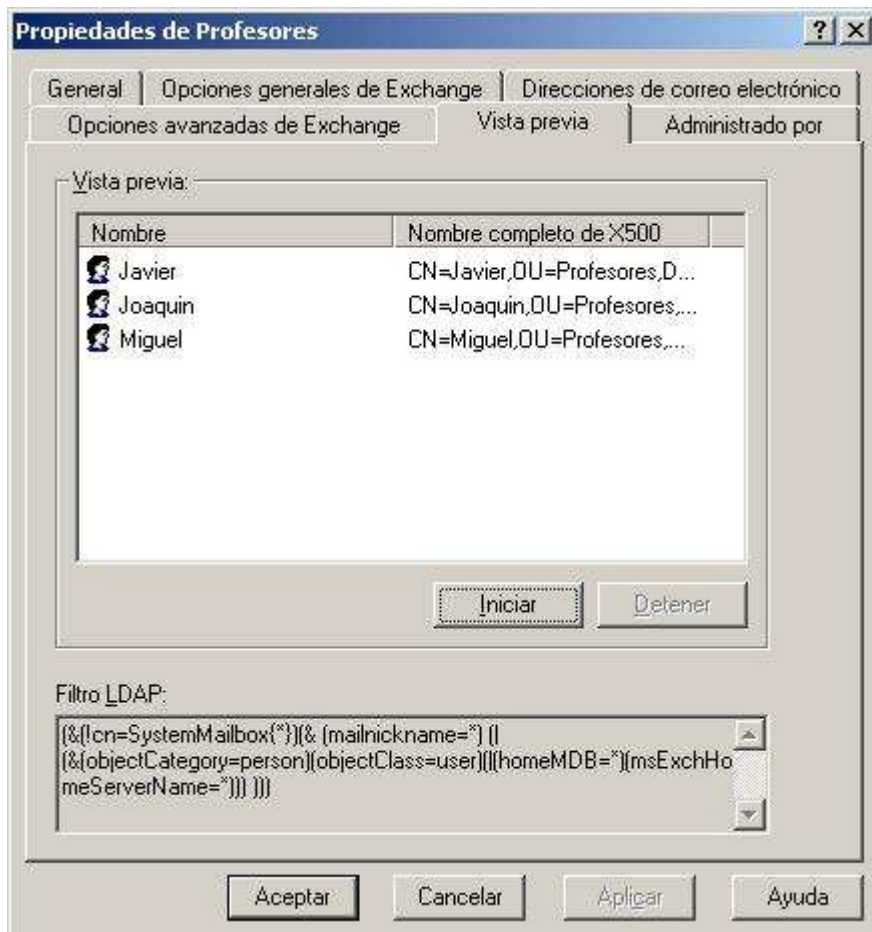 Propiedades de Profesores
General
Opciones generales de Exchange
Direcciones de correo electrónico
Opciones avanzadas de Exchange
Vista previa
Administrado por
Vista previa:
Nombre
Nombre completo de X500
Javier
CN=Javier,OU=Profesores,D...
Joaquin
CN=Joaquin,OU=Profesores,...
Miguel
CN=Miguel,OU=Profesores,...
Iniciar
Detener
Filtro LDAP:
(&(!cn=SystemMailbox{*})(& (mailnickname=*) (|
(&(objectCategory=person)(objectClass=user)(|(homeMDB=*)(msExchHo
meServerName=*))) )))
Aceptar
Cancelar
Aplicar
Ayuda